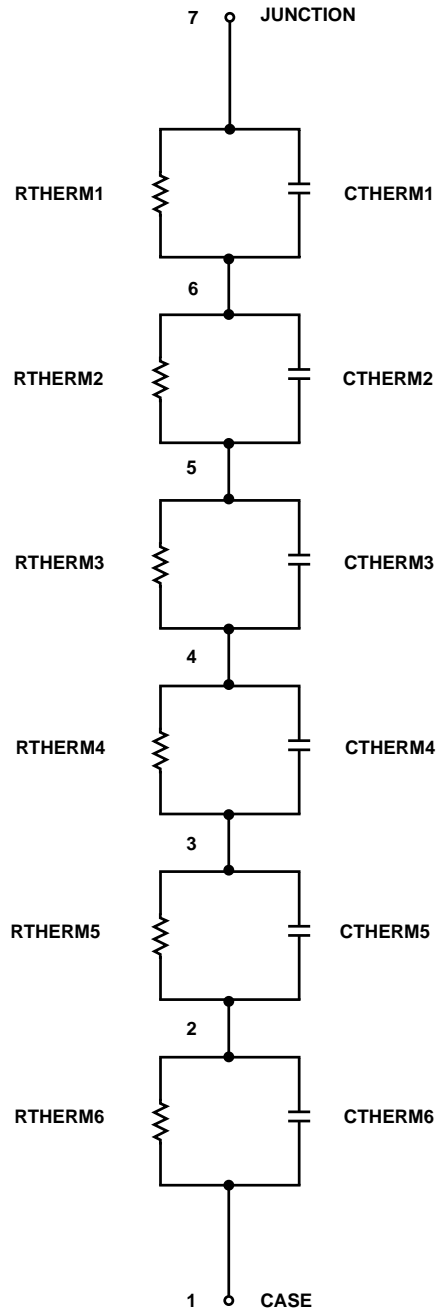 7 JUNCTION
RTHERM1 CTHERM1
6
RTHERM2 CTHERM2
5
RTHERM3 CTHERM3
4
RTHERM4 CTHERM4
3
RTHERM5 CTHERM5
2
RTHERM6 CTHERM6
1 CASE